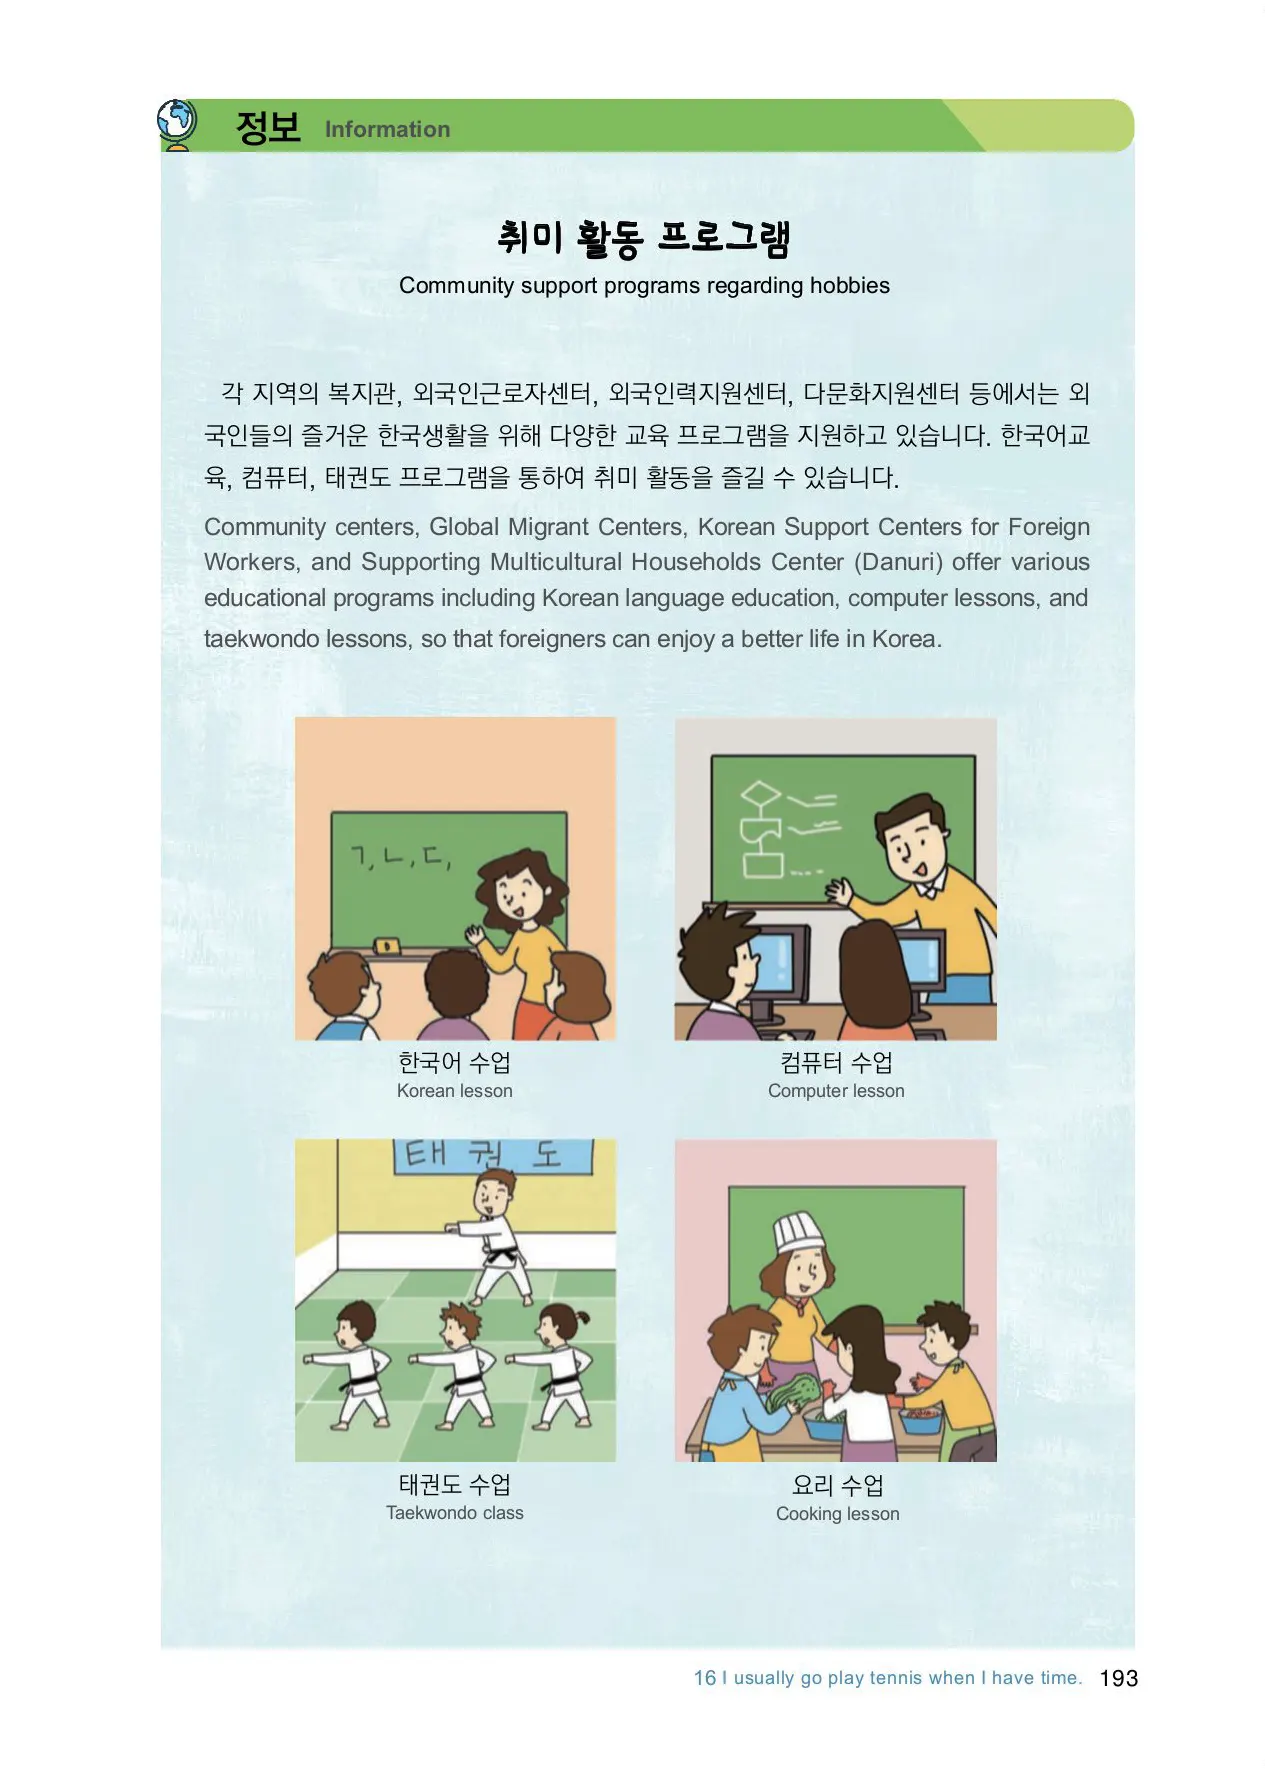 정보 Information
취미 활동 프로그램
Community support programs regarding hobbies
각 지역의 복지관, 외국인근로자센터, 외국인력지원센터, 다문화지원센터 등에서는 외
국인들의 즐거운 한국생활을 위해 다양한 교육 프로그램을 지원하고 있습니다. 한국어교
육, 컴퓨터, 태권도 프로그램을 통하여 취미 활동을 즐길 수 있습니다.
Community centers, Global Migrant Centers, Korean Support Centers for Foreign
Workers, and Supporting Multicultural Households Center (Danuri) offer various
educational programs including Korean language education, computer lessons, and
taekwondo lessons, so that foreigners can enjoy a better life in Korea.
ㄱ, ㄴ, ㄷ,
한국어 수업
Korean lesson
컴퓨터 수업
Computer lesson
태권도
태권도 수업
Taekwondo class
요리 수업
Cooking lesson
16 I usually go play tennis when I have time. 193